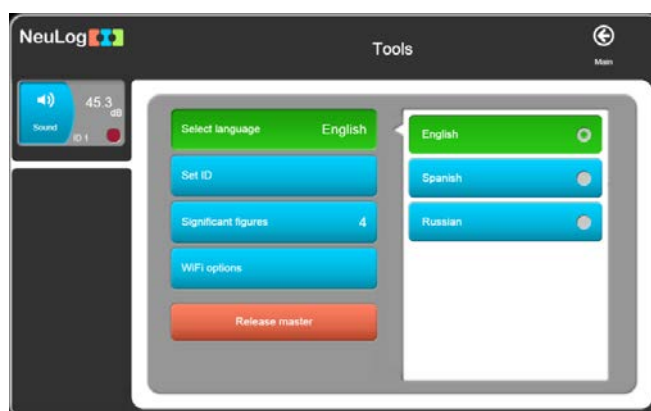 NeuLog
Tools
Main
45.3
dB
Sound
ID 1
Select language English
Set ID
Significant figures 4
WiFi options
Release master
English
Spanish
Russian